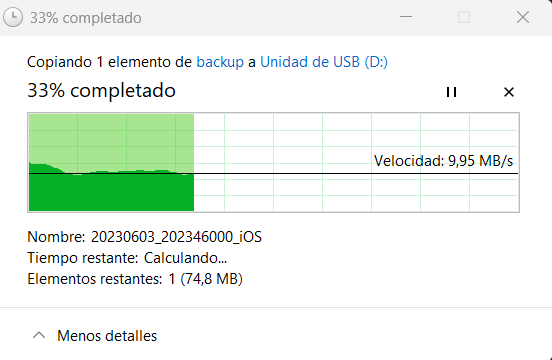 33% completado
Copiando 1 elemento de backup a Unidad de USB (D:)
33% completado
Velocidad: 9,95 MB/s
Nombre: 20230603_202346000_iOS
Tiempo restante: Calculando...
Elementos restantes: 1 (74,8 MB)
Menos detalles